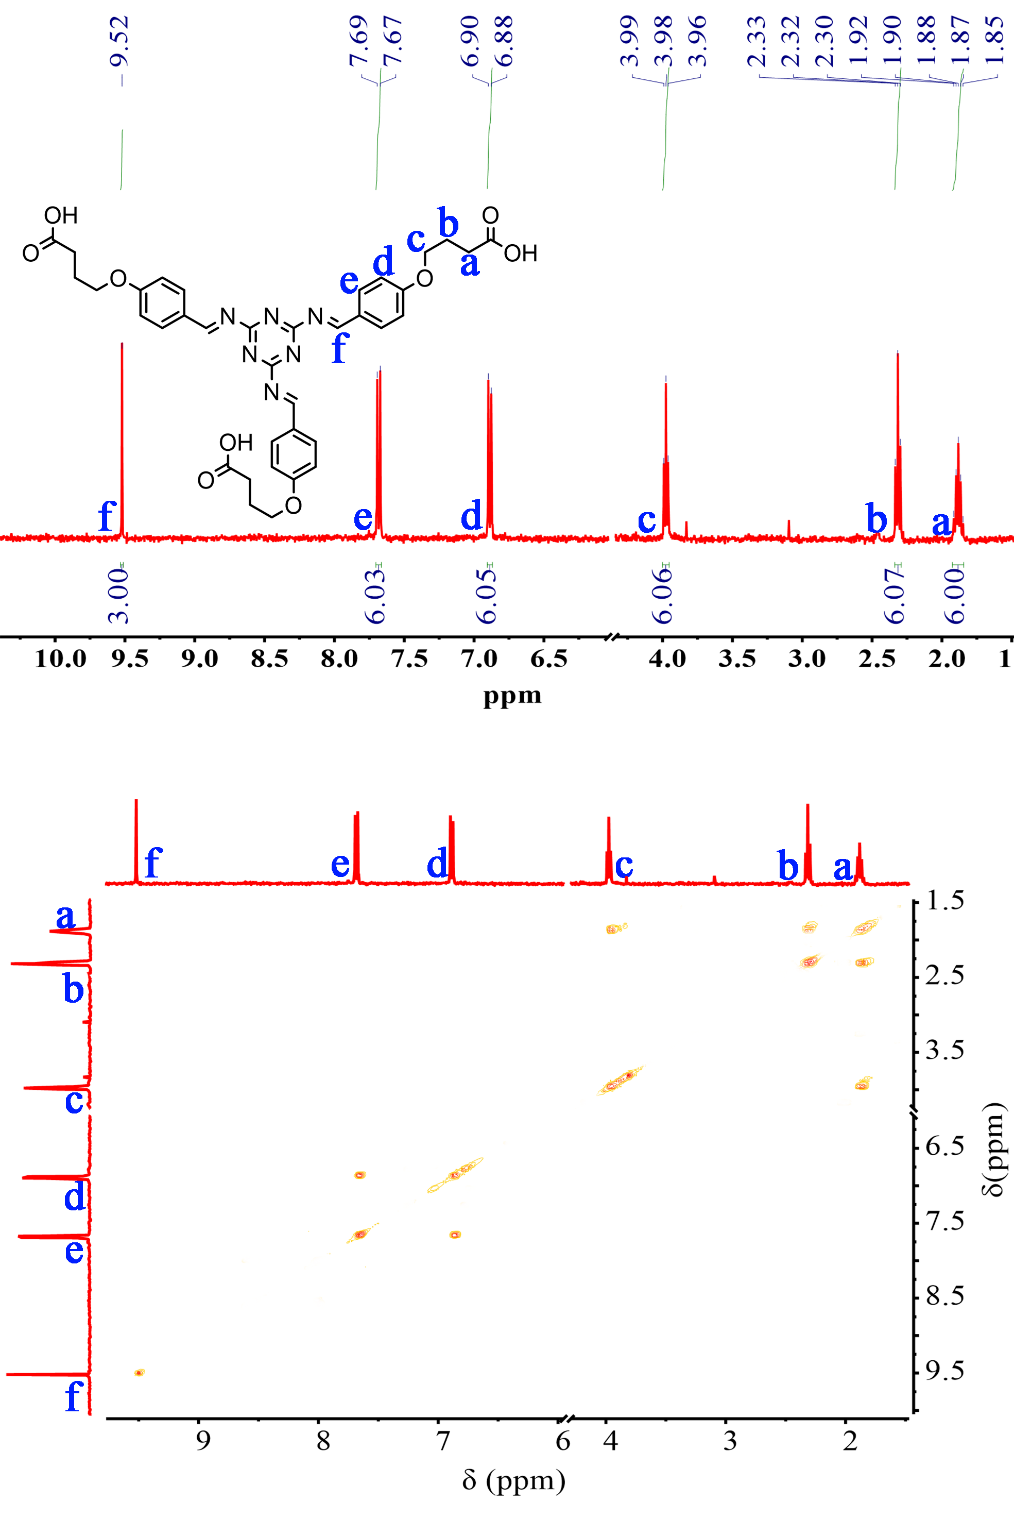 9.52 7.69 7.67 6.90 6.88 3.99 3.98 3.96 2.33 2.32 2.30 1.92 1.90 1.88 1.87 1.85
OH
O
O
N
N
N
N
N
N
O
O
OH
a
b
c
d
e
f
OH
O
N
O
f e d c b a
3.00 6.03 6.05 6.06 6.07 6.00
10.0 9.5 9.0 8.5 8.0 7.5 7.0 6.5 4.0 3.5 3.0 2.5 2.0 1
ppm
f e d c b a
a
b
c
d
e
f
1.5
2.5
3.5
6.5
7.5
8.5
9.5
δ(ppm)
9 8 7 6 4 3 2
δ (ppm)